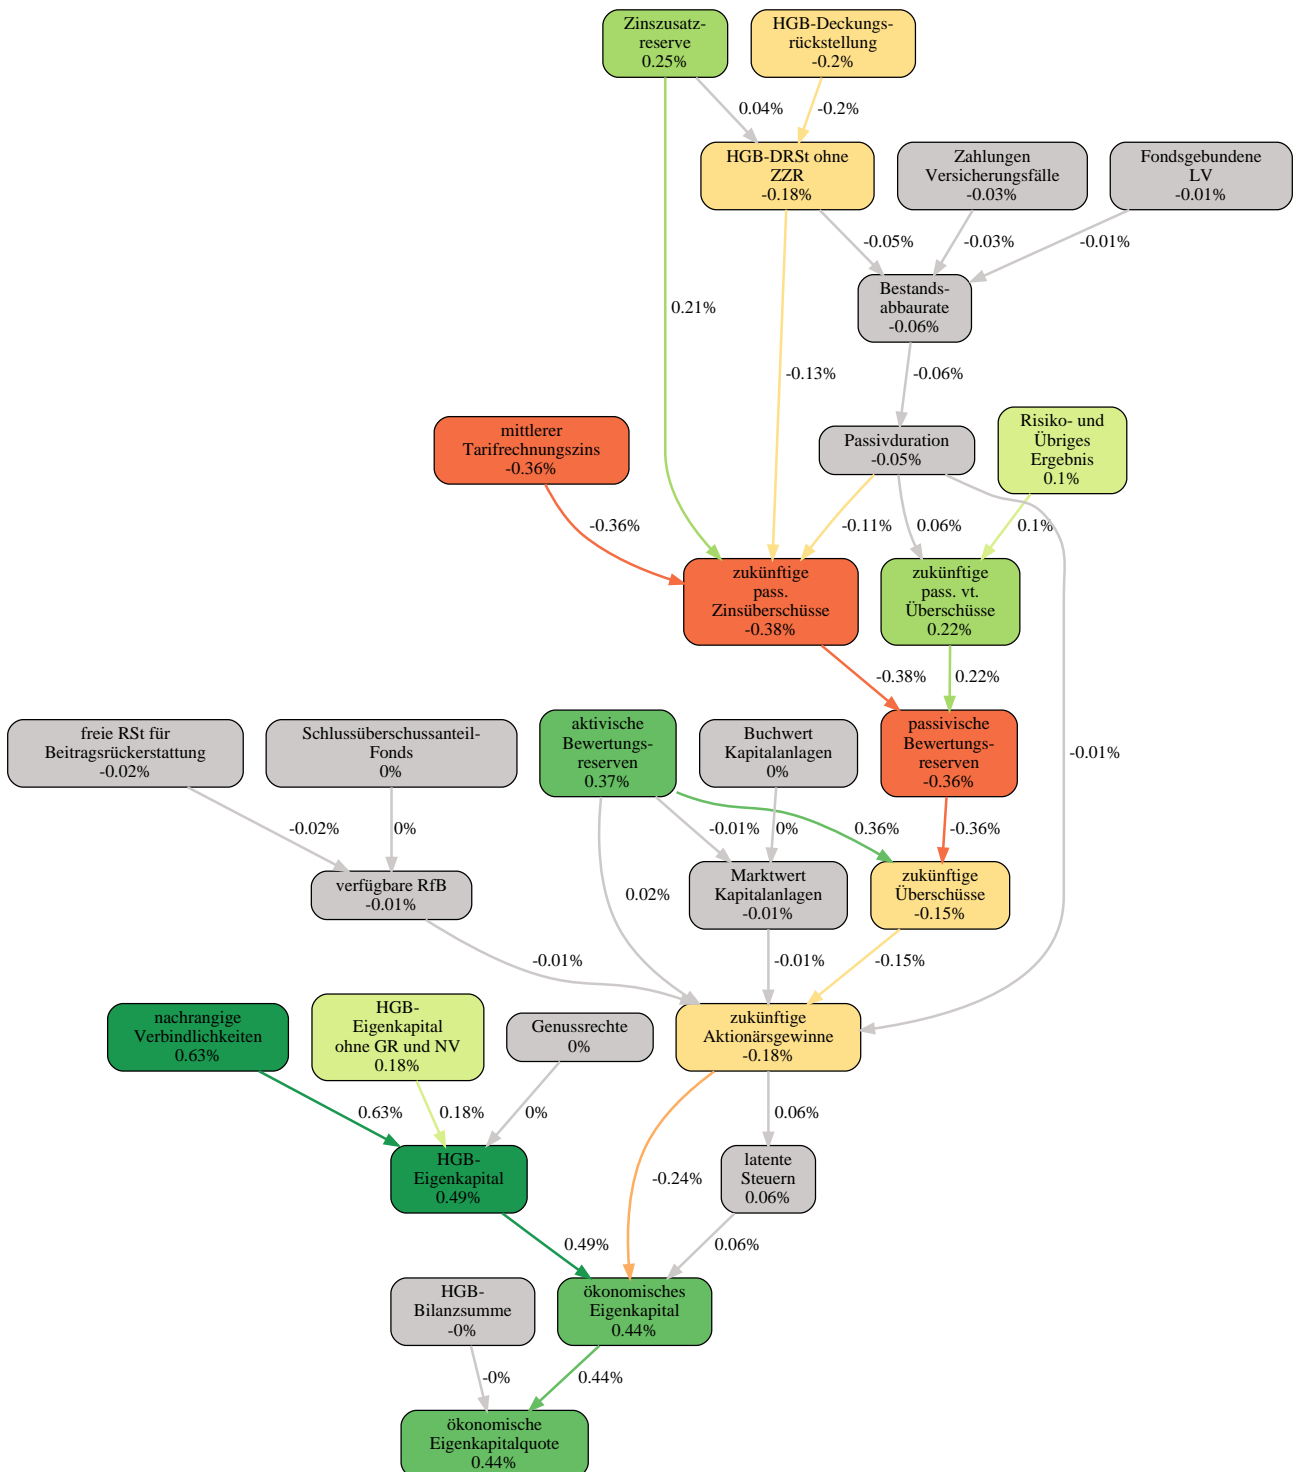 Zinszusatz-
reserve
0.25%
HGB-Deckungs-
rückstellung
-0.2%
0.04%
-0.2%
HGB-DRSt ohne
ZZR
-0.18%
Zahlungen
Versicherungsfälle
-0.03%
Fondsgebundene
LV
-0.01%
-0.05%
-0.03%
-0.01%
Bestands-
abbaurate
-0.06%
0.21%
-0.13%
-0.06%
mittlerer
Tarifrechnungszins
-0.36%
Passivduration
-0.05%
Risiko- und
Übriges
Ergebnis
0.1%
-0.36%
-0.11%
0.06%
0.1%
zukünftige
pass.
Zinsüberschüsse
-0.38%
zukünftige
pass. vt.
Überschüsse
0.22%
-0.38%
0.22%
freie RSt für
Beitragsrückerstattung
-0.02%
Schlussüberschussanteil-
Fonds
0%
aktivische
Bewertungs-
reserven
0.37%
Buchwert
Kapitalanlagen
0%
passivische
Bewertungs-
reserven
-0.36%
-0.01%
-0.02%
0%
-0.01%
0%
0.36%
-0.36%
verfügbare RfB
-0.01%
0.02%
Marktwert
Kapitalanlagen
-0.01%
zukünftige
Überschüsse
-0.15%
-0.01%
-0.01%
-0.15%
nachrangige
Verbindlichkeiten
0.63%
HGB-
Eigenkapital
ohne GR und NV
0.18%
Genussrechte
0%
zukünftige
Aktionärsgewinne
-0.18%
0.63%
0.18%
0%
0.06%
HGB-
Eigenkapital
0.49%
-0.24%
latente
Steuern
0.06%
0.49%
0.06%
HGB-
Bilanzsumme
-0%
ökonomisches
Eigenkapital
0.44%
-0%
0.44%
ökonomische
Eigenkapitalquote
0.44%